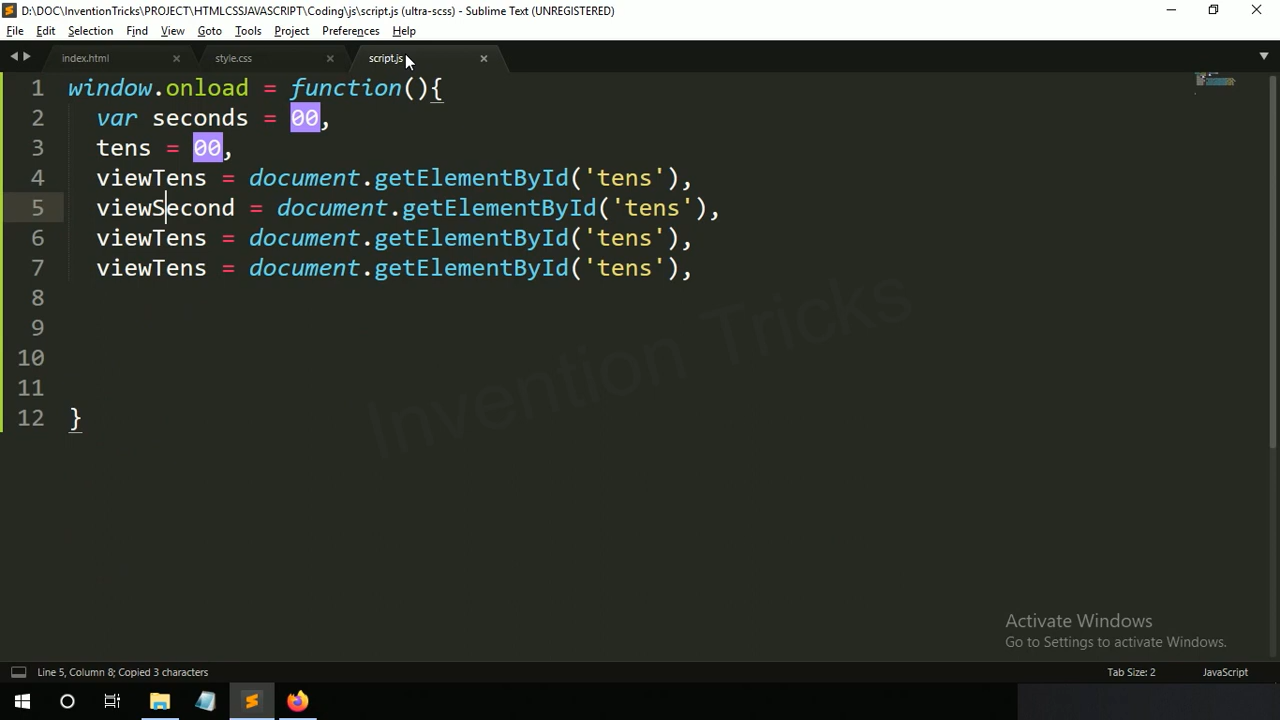 D:\DOC\InventionTricks\PROJECT\HTMLCSSJAVASCRIPT\Coding\js\script.js (ultra-scss) - Sublime Text (UNREGISTERED)
File Edit Selection Find View Goto Tools Project Preferences Help
index.html style.css script.js
1 window.onload = function(){
2 var seconds = 00,
3 tens = 00,
4 viewTens = document.getElementById('tens'),
5 viewSecond = document.getElementById('tens'),
6 viewTens = document.getElementById('tens'),
7 viewTens = document.getElementById('tens'),
8
9
10
11
12 }
Invention Tricks
Activate Windows
Go to Settings to activate Windows.
Line 5, Column 8; Copied 3 characters Tab Size: 2 JavaScript